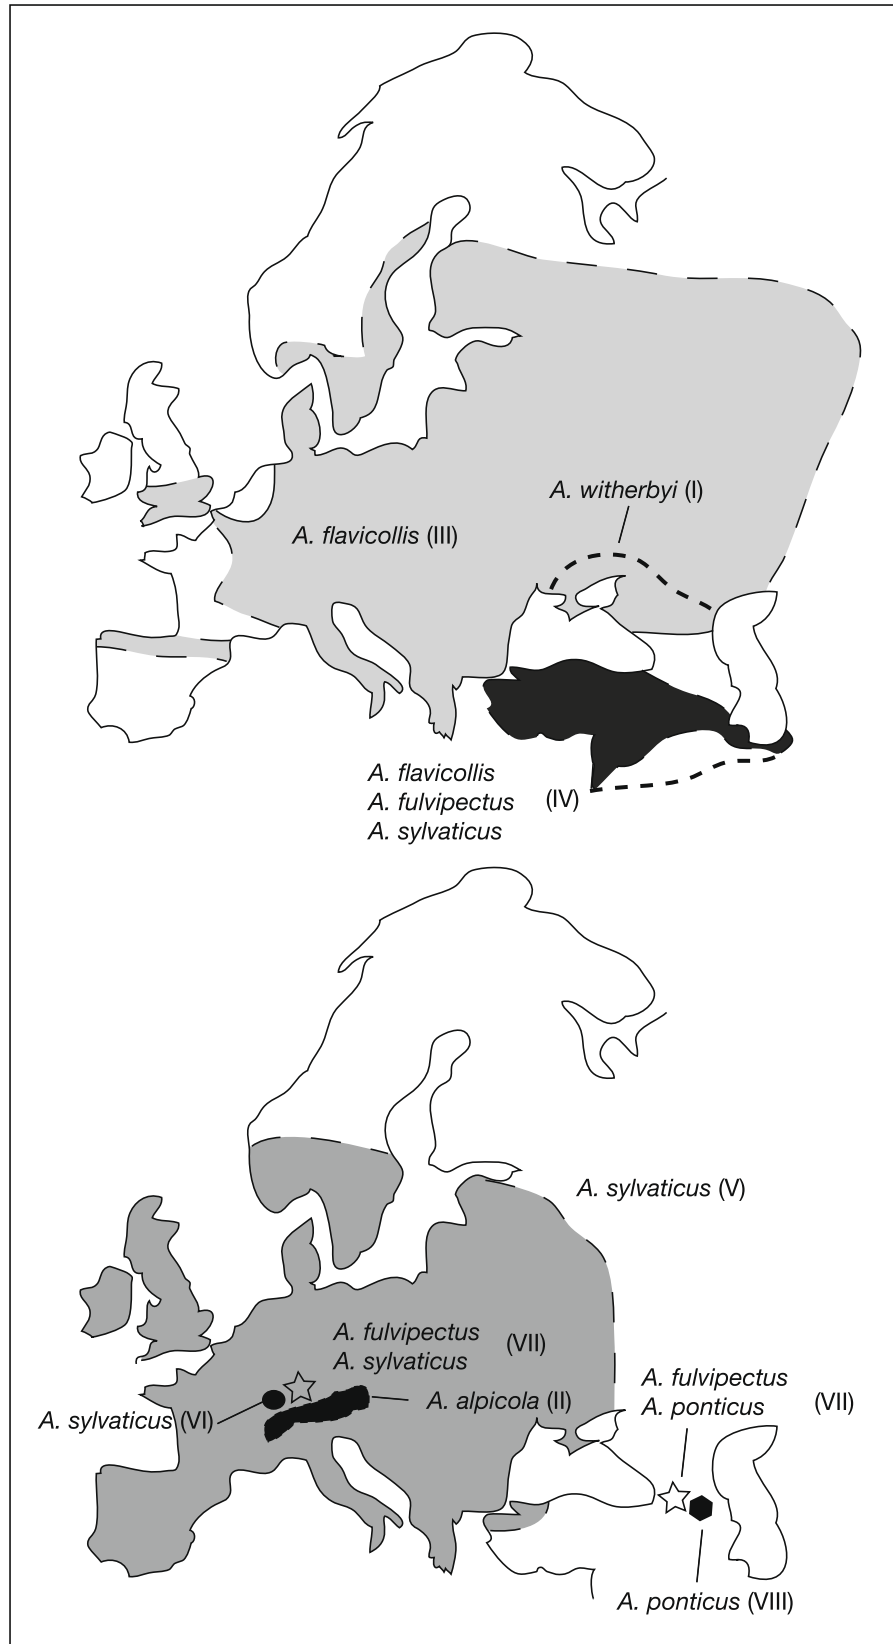 A. witherbyi (I)
A. flavicollis (III)
A. flavicollis
A. fulvipectus (IV)
A. sylvaticus
A. sylvaticus (V)
A. fulvipectus (VII)
A. sylvaticus
A. fulvipectus
A. ponticus (VII)
A. alpicola (II)
A. sylvaticus (VI)
A. ponticus (VIII)